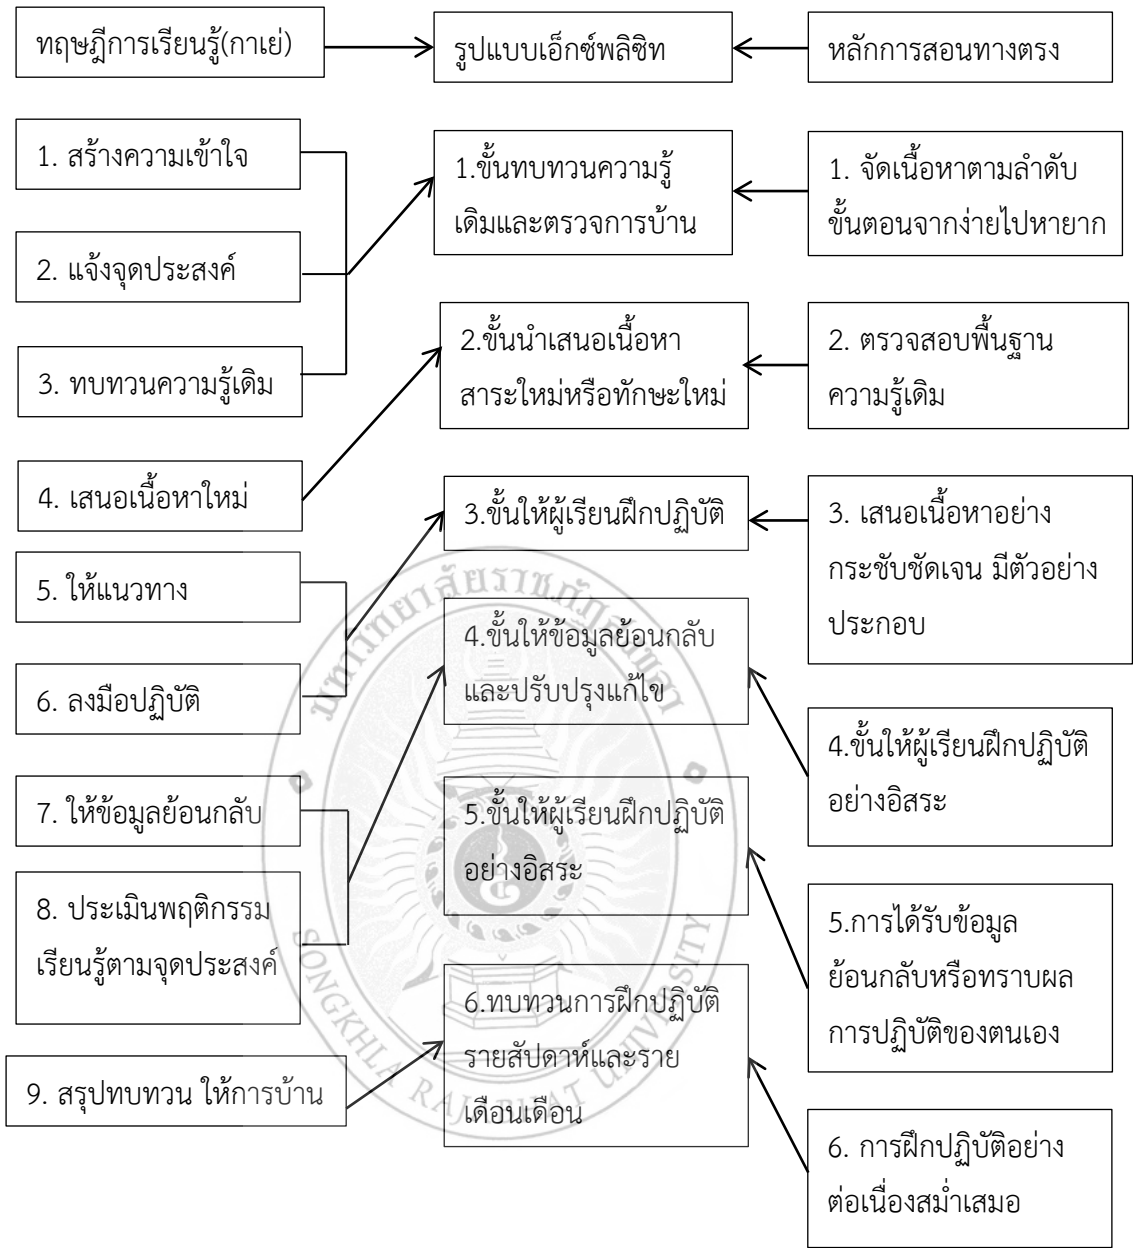 ทฤษฎีการเรียนรู้(กาเย่)
รูปแบบเอ็กซ์พลิซิท
หลักการสอนทางตรง
1. สร้างความเข้าใจ
2. แจ้งจุดประสงค์
3. ทบทวนความรู้เดิม
4. เสนอเนื้อหาใหม่
5. ให้แนวทาง
6. ลงมือปฏิบัติ
7. ให้ข้อมูลย้อนกลับ
8. ประเมินพฤติกรรม
เรียนรู้ตามจุดประสงค์
9. สรุปทบทวน ให้การบ้าน
1.ขั้นทบทวนความรู้
เดิมและตรวจการบ้าน
2.ขั้นนำเสนอเนื้อหา
สาระใหม่หรือทักษะใหม่
3.ขั้นให้ผู้เรียนฝึกปฏิบัติ
4.ขั้นให้ข้อมูลย้อนกลับ
และปรับปรุงแก้ไข
5.ขั้นให้ผู้เรียนฝึกปฏิบัติ
อย่างอิสระ
6.ทบทวนการฝึกปฏิบัติ
รายสัปดาห์และราย
เดือนเดือน
1. จัดเนื้อหาตามลำดับ
ขั้นตอนจากง่ายไปหายาก
2. ตรวจสอบพื้นฐาน
ความรู้เดิม
3. เสนอเนื้อหาอย่าง
กระชับชัดเจน มีตัวอย่าง
ประกอบ
4.ขั้นให้ผู้เรียนฝึกปฏิบัติ
อย่างอิสระ
5.การได้รับข้อมูล
ย้อนกลับหรือทราบผล
การปฏิบัติของตนเอง
6. การฝึกปฏิบัติอย่าง
ต่อเนื่องสม่ำเสมอ
มหาวิทยาลัยราชภัฏสงขลา
SONGKHLA RAJABHAT UNIVERSITY